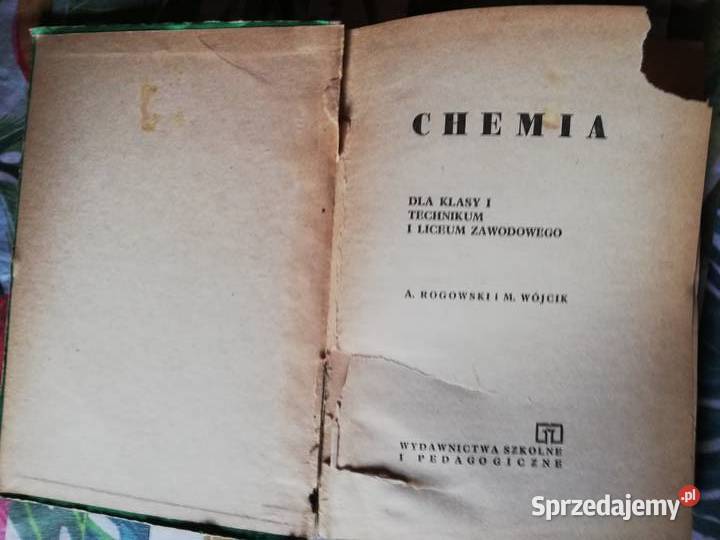 CHEMIA
DLA KLASY I
TECHNIKUM
I LICEUM ZAWODOWEGO
A. ROGOWSKI I M. WÓJCIK
WYDAWNICTWA SZKOLNE
I PEDAGOGICZNE
Sprzedajemy.pl